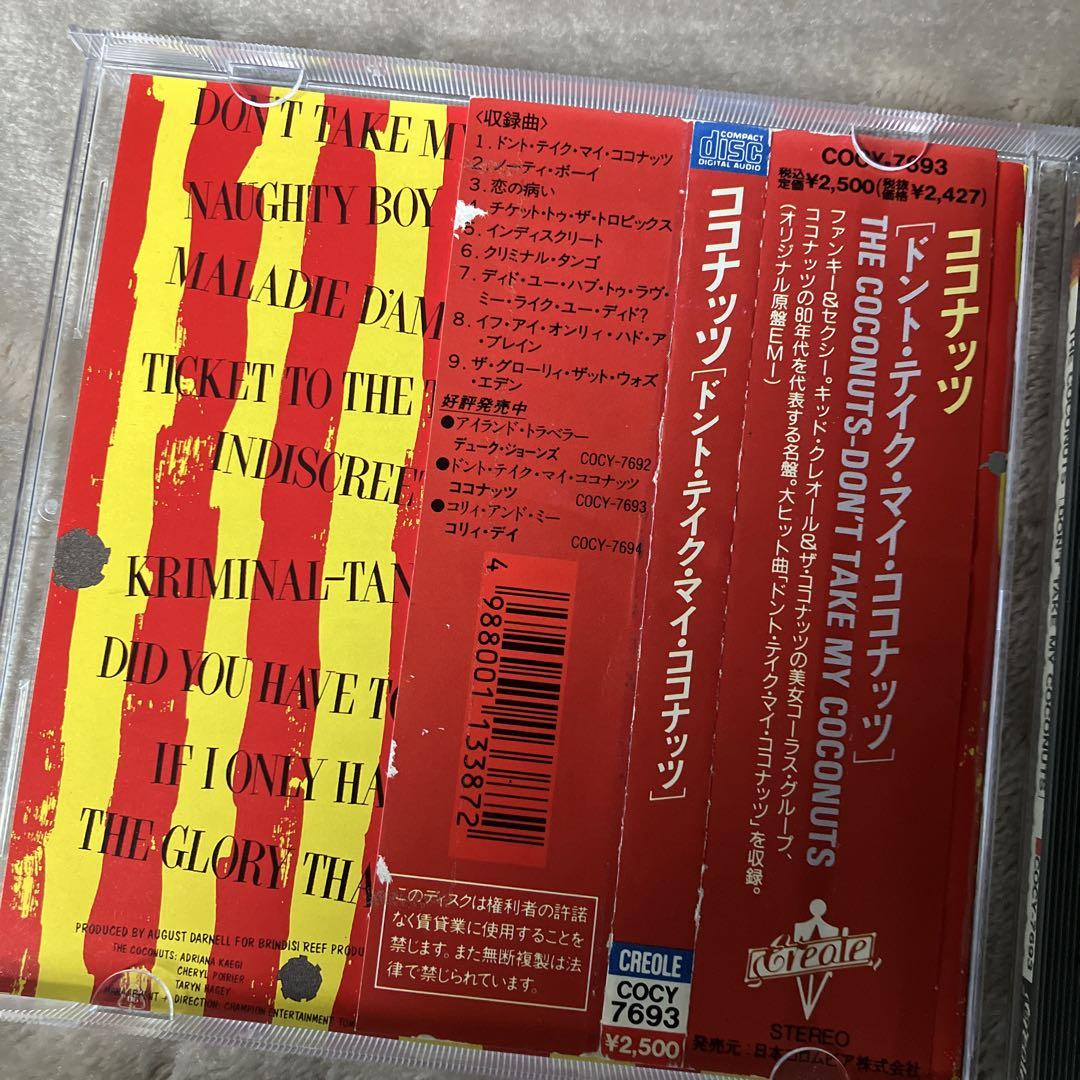 DON'T TAKE MY
NAUGHTY BOY
MALADIE D'AM
TICKET TO THE T
INDISCREE
KRIMINAL-TAN
DID YOU HAVE TO
IF I ONLY HA
THE GLORY THA
PRODUCED BY AUGUST DARNELL FOR BRINDISI REEF PRODU
THE COCONUTS: ADRIANA KAEGI
CHERYL POIRIER
TARYN HAGEY
DIRECTION: CHAMPION ENTERTAINMENT: TOM
〈収録曲〉
1. ドント・テイク・マイ・ココナッツ
2. ノーティ・ボーイ
3. 恋の病い
4. チケット・トゥ・ザ・トロピックス
5. インディスクリート
6. クリミナル・タンゴ
7. ディド・ユー・ハブ・トゥ・ラヴ・
ミー・ライク・ユー・ディド?
8. イフ・アイ・オンリィ・ハド・ア
・ブレイン
9. ザ・グローリィ・ザット・ウォズ
・エデン
好評発売中
●アイランド・トラベラー
デューク・ジョーンズ COCY-7692
●ドント・テイク・マイ・ココナッツ
ココナッツ COCY-7693
●コリィ・アンド・ミー
コリィ・デイ COCY-7694
4 988001 133872
このディスクは権利者の許諾
なく賃貸業に使用することを
禁じます。また無断複製は法
律で禁じられています。
COMPACT
disc
DIGITAL AUDIO
ココナッツ[ドント・テイク・マイ・ココナッツ]
CREOLE
COCY
7693
¥2,500
COCY-7693
税込定価¥2,500(税抜価格¥2,427)
ココナッツ
[ドント・テイク・マイ・ココナッツ]
THE COCONUTS-DON'T TAKE MY COCONUTS
ファンキー&セクシー。キッド・クレオール&ザ・ココナッツの美女コーラス・グループ、
ココナッツの80年代を代表する名盤。大ヒット曲「ドント・テイク・マイ・ココナッツ」を収録。
(オリジナル原盤EMI)
Creole
STEREO
発売元:日本コロムビア株式会社
COCY-7693